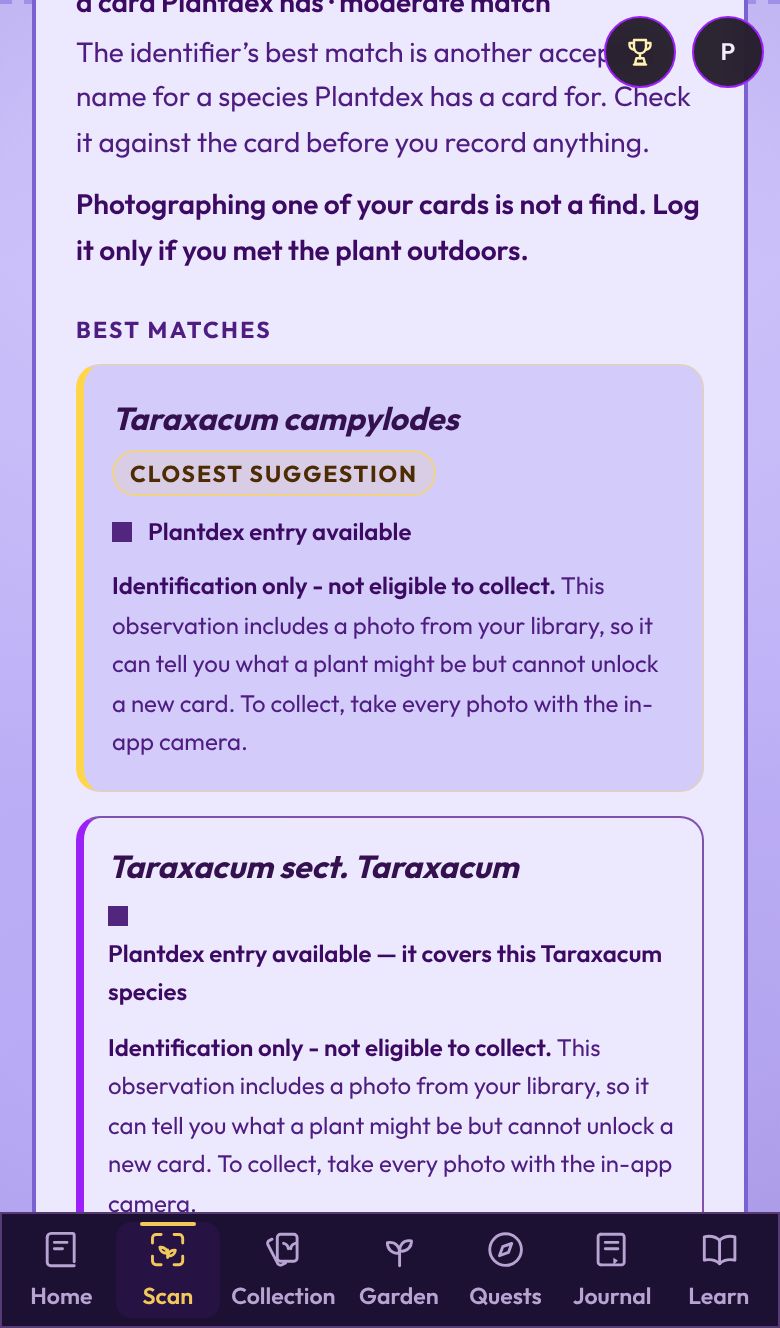 a card Plantdex has · moderate match
The identifier's best match is another accep
name for a species Plantdex has a card for. Check
it against the card before you record anything.
P
Photographing one of your cards is not a find. Log
it only if you met the plant outdoors.
BEST MATCHES
Taraxacum campylodes
CLOSEST SUGGESTION
Plantdex entry available
Identification only - not eligible to collect. This
observation includes a photo from your library, so it
can tell you what a plant might be but cannot unlock
a new card. To collect, take every photo with the in-
app camera.
Taraxacum sect. Taraxacum
Plantdex entry available — it covers this Taraxacum
species
Identification only - not eligible to collect. This
observation includes a photo from your library, so it
can tell you what a plant might be but cannot unlock a
new card. To collect, take every photo with the in-app
camera.
Home
Scan
Collection
Garden
Quests
Journal
Learn